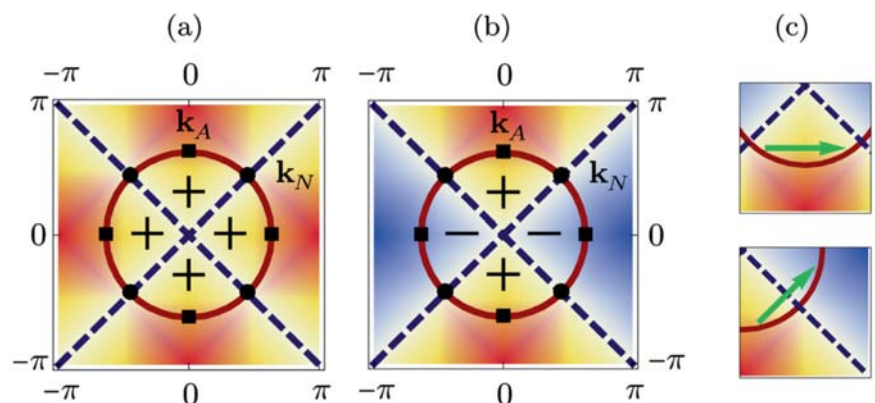 (a) (b) (c)
−π 0 π −π 0 π
π
k_A k_A
k_N k_N
+ +
0 + + − − 0
+ +
−π −π
−π 0 π −π 0 π